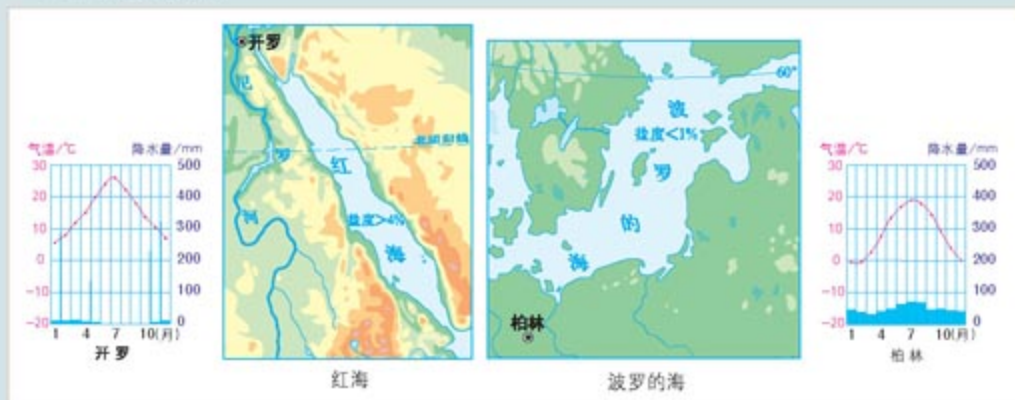 气温/℃ 降水量/mm
30 500
20 400
10 300
0 200
-10 100
-20 0
1 4 7 10(月)
开罗
开罗
尼
罗
河
北回归线
红
盐度>4%
海
红海
60°
波
盐度<1%
罗
的
海
柏林
波罗的海
气温/℃ 降水量/mm
30 500
20 400
10 300
0 200
-10 100
-20 0
1 4 7 10(月)
柏林